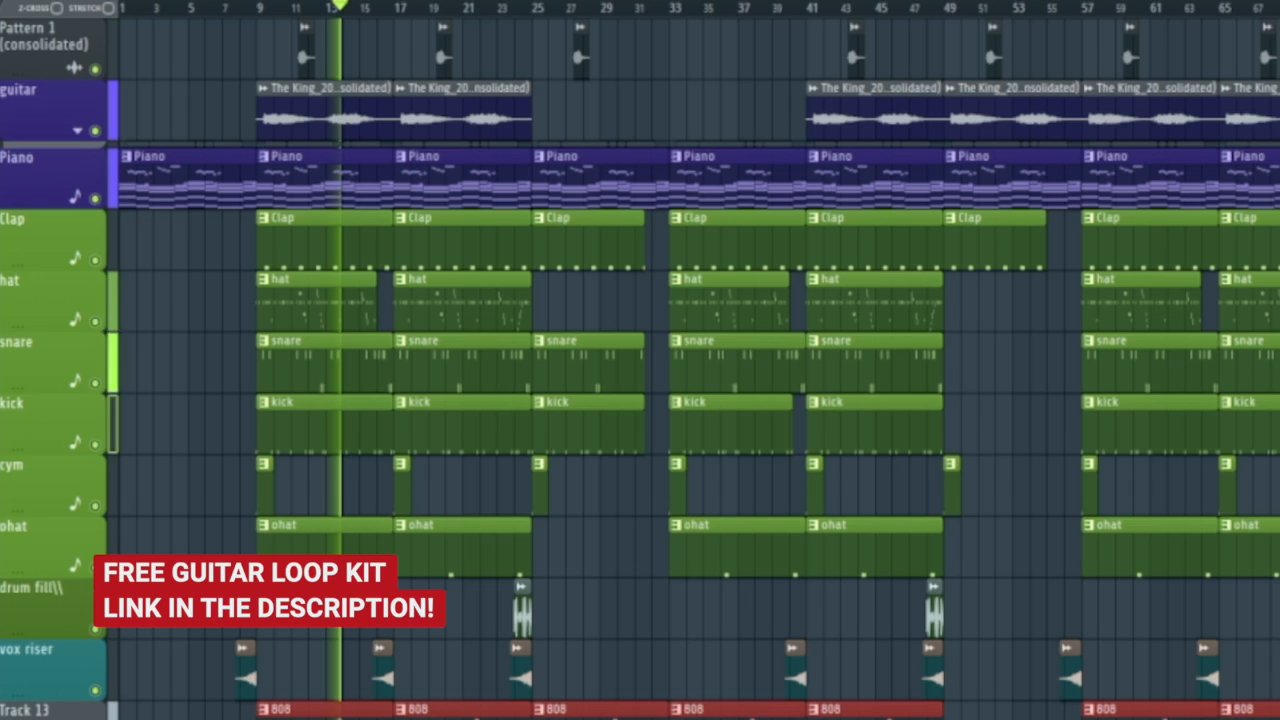 Z-CROSS STRETCH 1 3 5 7 9 11 13 15 17 19 21 23 25 27 29 31 33 35 37 39 41 43 45 47 49 51 53 55 57 59 61 63 65 67
Pattern 1
(consolidated)
guitar The King_20..solidated) The King_20..nsolidated) The King_20..solidated) The King_20..nsolidated) The King_20..solidated) The King
Piano Piano Piano Piano Piano Piano Piano Piano Piano Piano
Clap Clap Clap Clap Clap Clap Clap Clap Clap
hat hat hat hat hat hat hat
snare snare snare snare snare snare snare snare
kick kick kick kick kick kick kick kick
cym
ohat ohat ohat ohat ohat ohat ohat
FREE GUITAR LOOP KIT
LINK IN THE DESCRIPTION!
drum fill\\
vox riser
Track 13 808 808 808 808 808 808 808